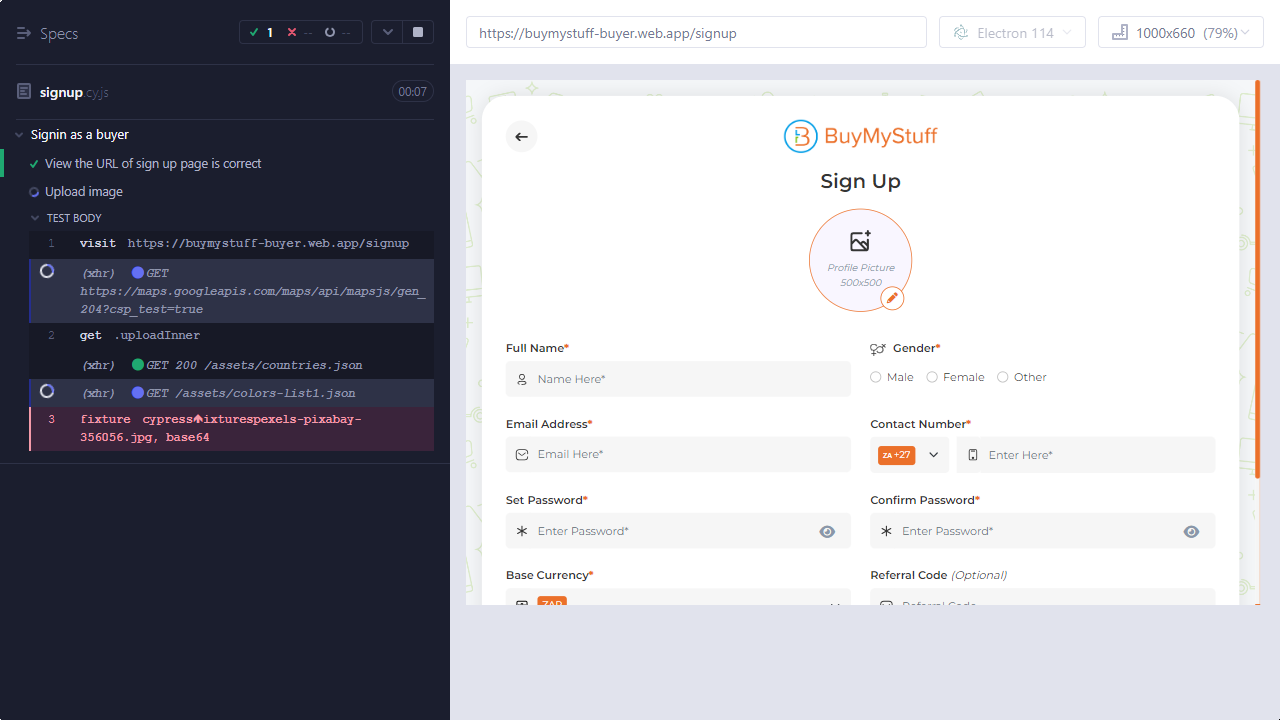 Specs
1
--
--
https://buymystuff-buyer.web.app/signup
Electron 114
1000x660 (79%)
signup.cy.js
00:07
Signin as a buyer
View the URL of sign up page is correct
Upload image
TEST BODY
1 visit https://buymystuff-buyer.web.app/signup
(xhr) GET
https://maps.googleapis.com/maps/api/mapsjs/gen_
204?csp_test=true
2 get .uploadInner
(xhr) GET 200 /assets/countries.json
(xhr) GET /assets/colors-list1.json
3 fixture cypress↟ixturespexels-pixabay-
356056.jpg, base64
BuyMyStuff
Sign Up
Profile Picture
500x500
Full Name*
Name Here*
Gender*
Male Female Other
Email Address*
Email Here*
Contact Number*
ZA +27
Enter Here*
Set Password*
Enter Password*
Confirm Password*
Enter Password*
Base Currency*
ZAR
Referral Code (Optional)
Referral Code